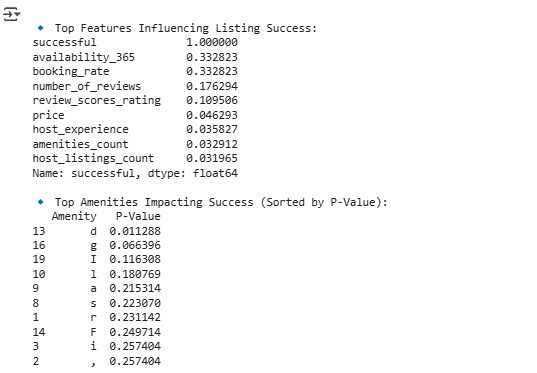 Top Features Influencing Listing Success:
successful 1.000000
availability_365 0.332823
booking_rate 0.332823
number_of_reviews 0.176294
review_scores_rating 0.109506
price 0.046293
host_experience 0.035827
amenities_count 0.032912
host_listings_count 0.031965
Name: successful, dtype: float64
Top Amenities Impacting Success (Sorted by P-Value):
Amenity P-Value
13 d 0.011288
16 g 0.066396
19 I 0.116308
10 l 0.180769
9 a 0.215314
8 s 0.223070
1 r 0.231142
14 F 0.249714
3 i 0.257404
2 , 0.257404